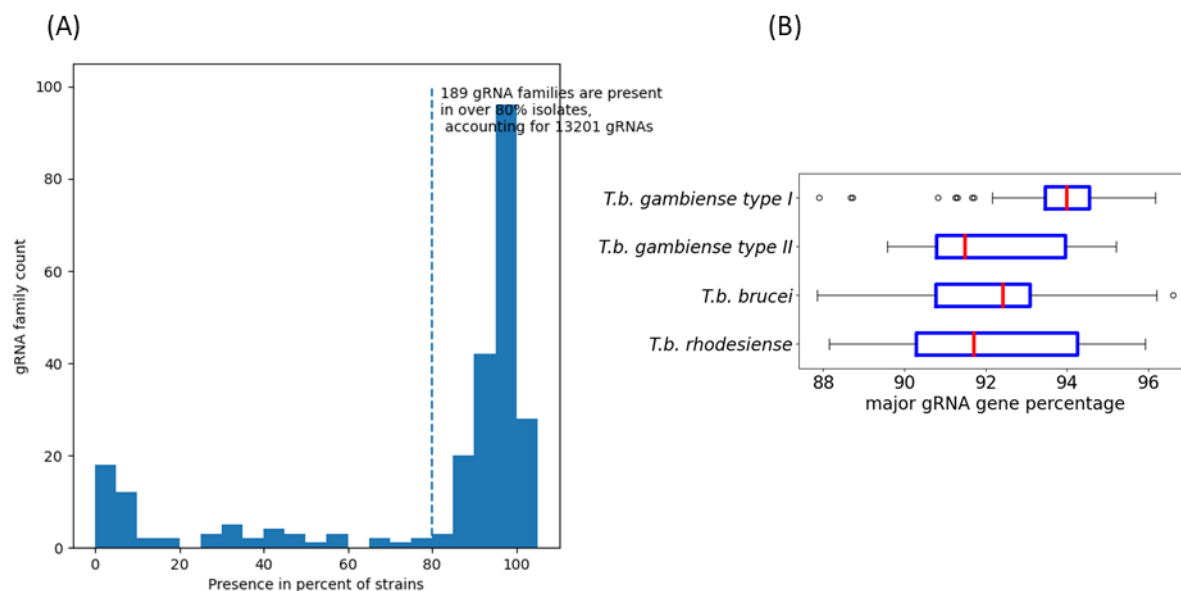 (A)
(B)
100
80
60
40
20
0
gRNA family count
189 gRNA families are present
in over 80% isolates,
accounting for 13201 gRNAs
0 20 40 60 80 100
Presence in percent of strains
T.b. gambiense type I
T.b. gambiense type II
T.b. brucei
T.b. rhodesiense
88 90 92 94 96
major gRNA gene percentage